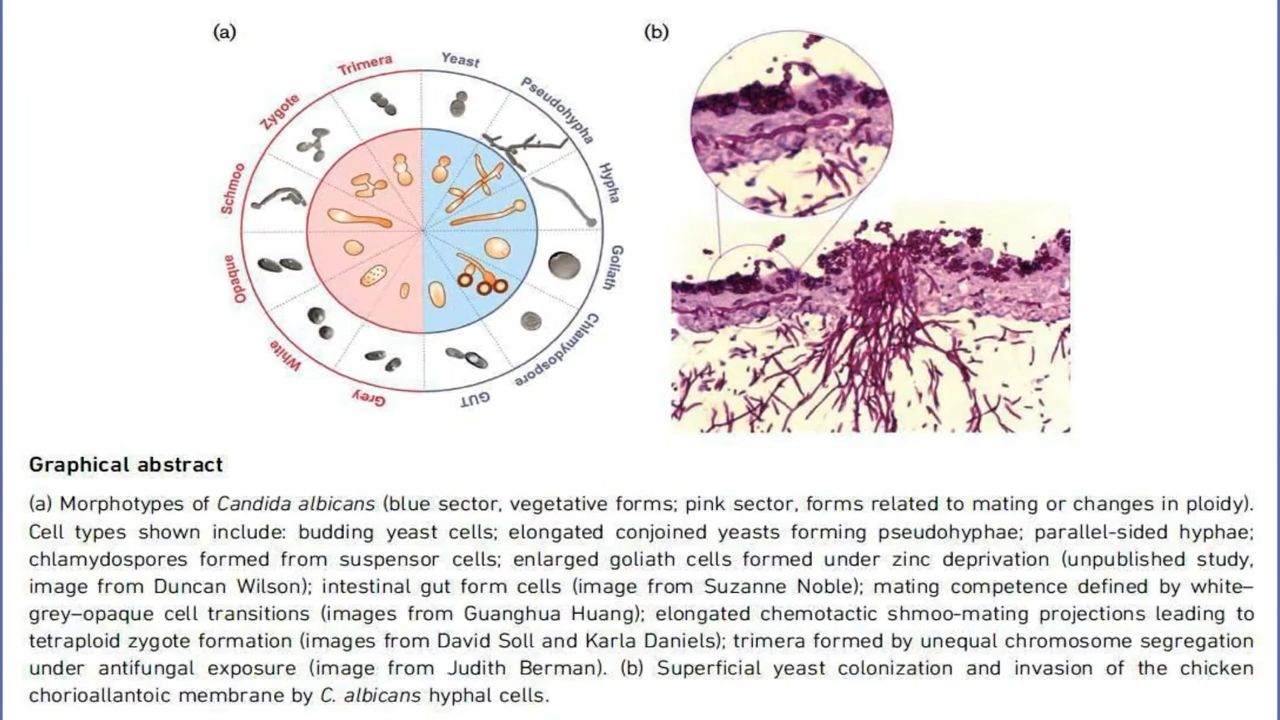 (a)
(b)
Trimera
Yeast
Pseudohypha
Hypha
Goliath
Chlamydospore
GUT
Grey
White
Opaque
Schmoo
Zygote
Graphical abstract
(a) Morphotypes of Candida albicans (blue sector, vegetative forms; pink sector, forms related to mating or changes in ploidy).
Cell types shown include: budding yeast cells; elongated conjoined yeasts forming pseudohyphae; parallel-sided hyphae;
chlamydospores formed from suspensor cells; enlarged goliath cells formed under zinc deprivation (unpublished study,
image from Duncan Wilson); intestinal gut form cells (image from Suzanne Noble); mating competence defined by white–
grey–opaque cell transitions (images from Guanghua Huang); elongated chemotactic shmoo-mating projections leading to
tetraploid zygote formation (images from David Soll and Karla Daniels); trimera formed by unequal chromosome segregation
under antifungal exposure (image from Judith Berman). (b) Superficial yeast colonization and invasion of the chicken
chorioallantoic membrane by C. albicans hyphal cells.